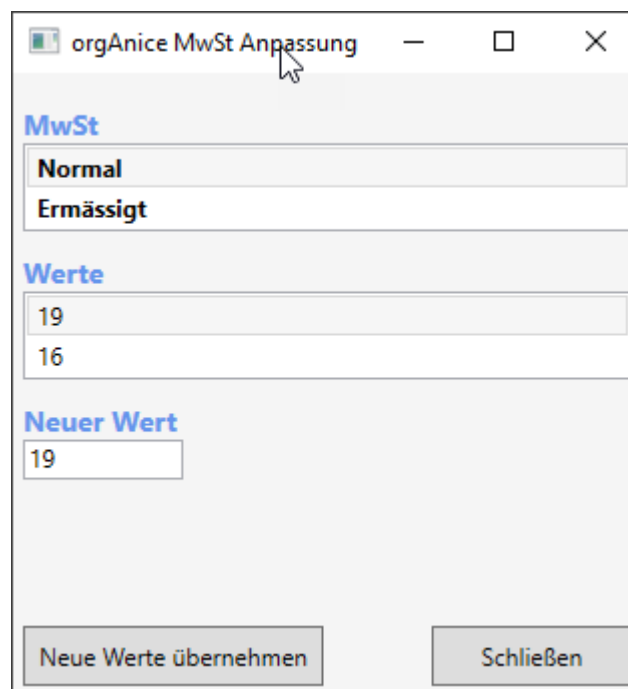 orgAnice MwSt Anpassung
MwSt
Normal
Ermässigt
Werte
19
16
Neuer Wert
19
Neue Werte übernehmen Schließen